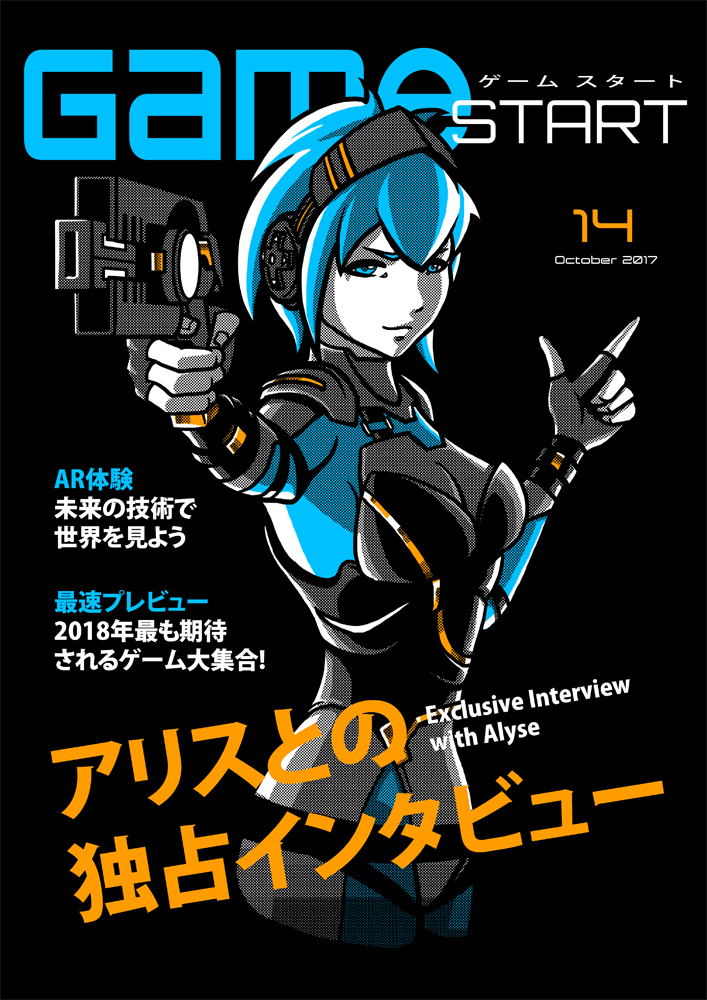 GAME
ゲーム スタート
START
14
October 2017
AR体験
未来の技術で
世界を見よう
最速プレビュー
2018年最も期待
されるゲーム大集合!
アリスとの
Exclusive Interview
with Alyse
独占インタビュー